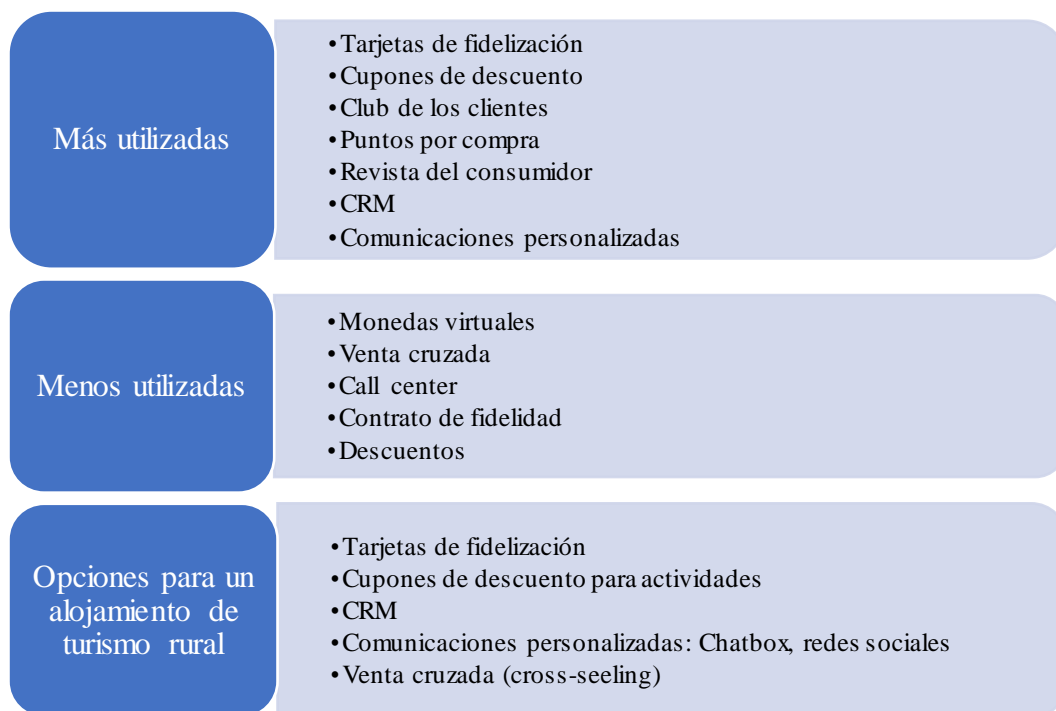 Más utilizadas
•Tarjetas de fidelización
•Cupones de descuento
•Club de los clientes
•Puntos por compra
•Revista del consumidor
•CRM
•Comunicaciones personalizadas
Menos utilizadas
•Monedas virtuales
•Venta cruzada
•Call center
•Contrato de fidelidad
•Descuentos
Opciones para un
alojamiento de
turismo rural
•Tarjetas de fidelización
•Cupones de descuento para actividades
•CRM
•Comunicaciones personalizadas: Chatbox, redes sociales
•Venta cruzada (cross-seeling)